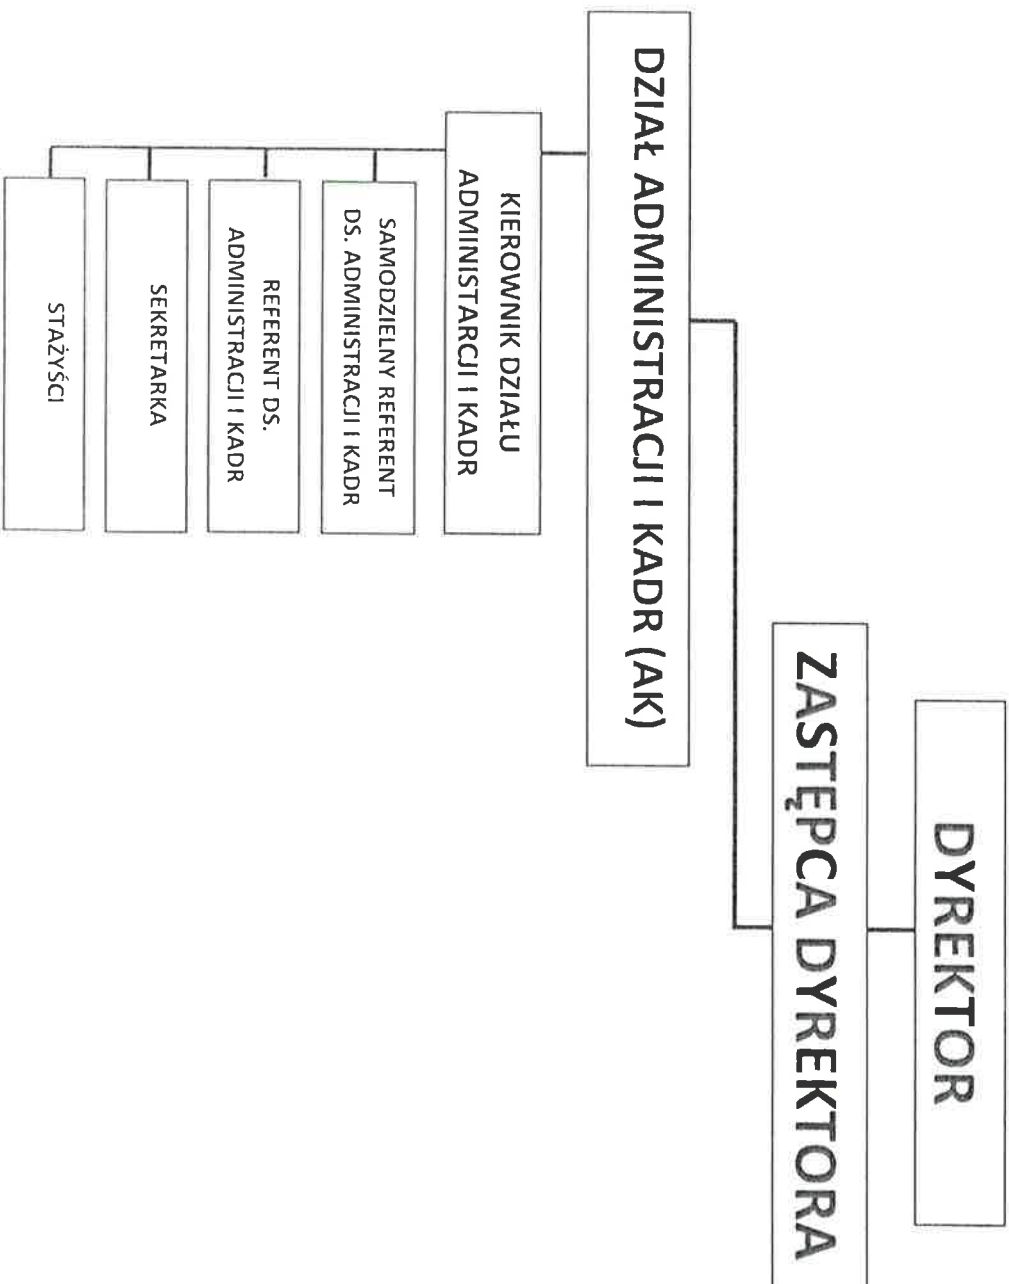 DYREKTOR
ZASTĘPCA DYREKTORA
DZIAŁ ADMINISTRACJI I KADR (AK)
KIEROWNIK DZIAŁU
ADMINISTARCJI I KADR
SAMODZIELNY REFERENT
DS. ADMINISTRACJI I KADR
REFERENT DS.
ADMINISTRACJI I KADR
SEKRETARKA
STAŻYŚCI